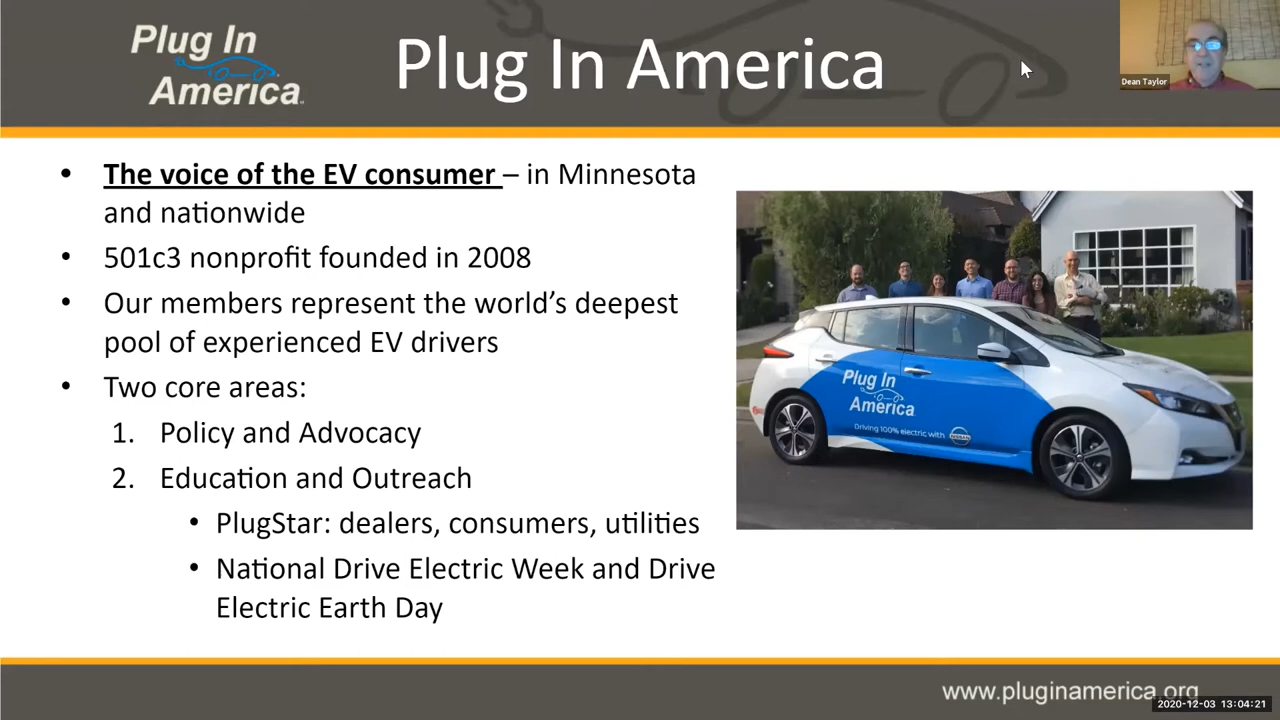 Plug In
America
Plug In America
Dean Taylor
• The voice of the EV consumer – in Minnesota
and nationwide
• 501c3 nonprofit founded in 2008
• Our members represent the world’s deepest
pool of experienced EV drivers
• Two core areas:
1. Policy and Advocacy
2. Education and Outreach
• PlugStar: dealers, consumers, utilities
• National Drive Electric Week and Drive
Electric Earth Day
Plug In
America
Driving 100% electric with
NISSAN
www.pluginamerica.org
2020-12-03 13:04:21